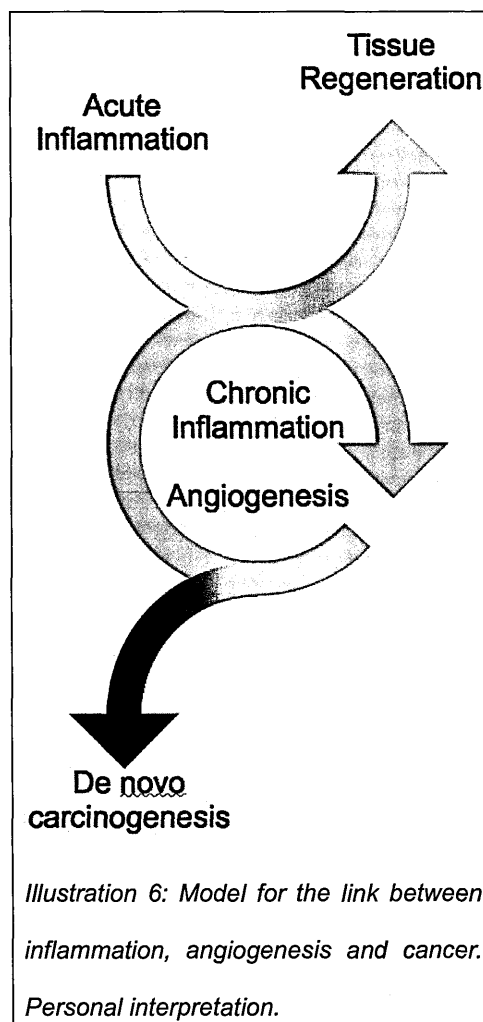 Tissue
Regeneration
Acute
Inflammation
Chronic
Inflammation
Angiogenesis
De novo
carcinogenesis
Illustration 6: Model for the link between
inflammation, angiogenesis and cancer.
Personal interpretation.